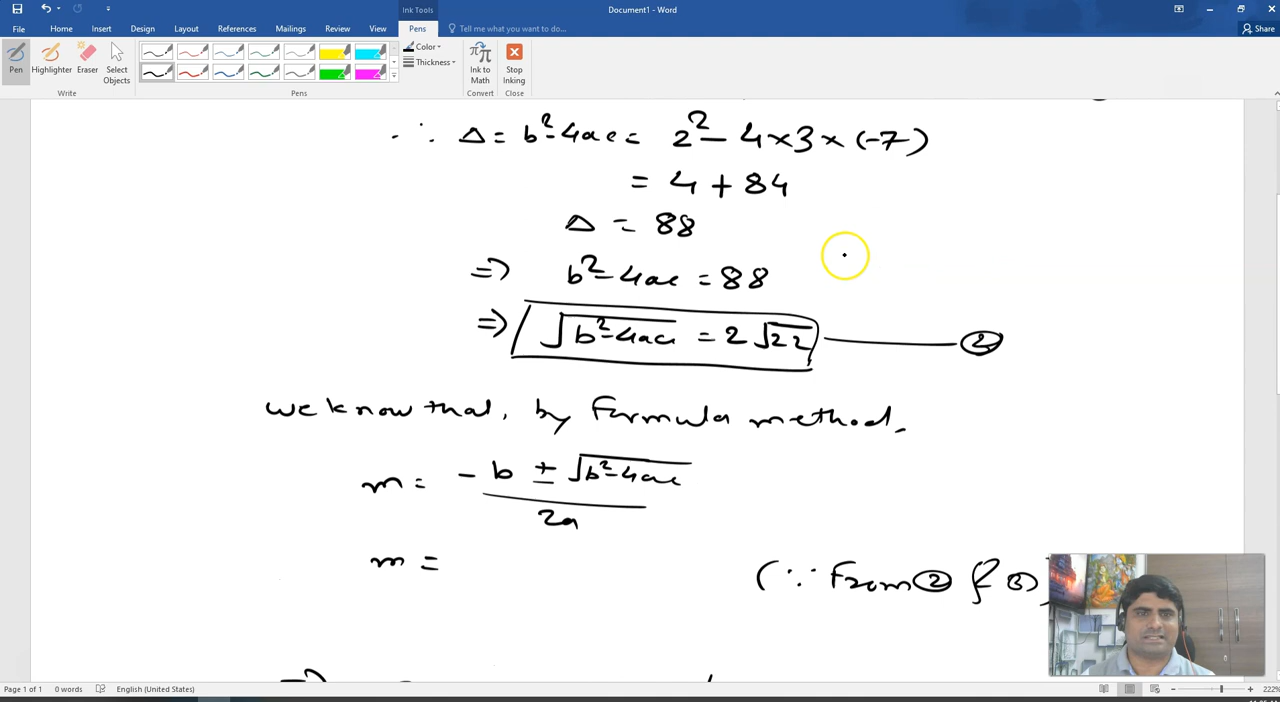 Ink Tools
Document1 - Word
File Home Insert Design Layout References Mailings Review View Pens Tell me what you want to do... Share
Pen Highlighter Eraser Select Objects
Color
Thickness
Ink to Math Stop Inking
Write Pens Convert Close
∴ Δ = b²-4ac = 2² - 4×3×(-7)
= 4 + 84
Δ = 88
⇒ b²-4ac = 88
⇒ √b²-4ac = 2√22 ——— ②
we know that, by Formula method.
m = -b ± √b²-4ac / 2a
m = (∵ From ② & ③)
Page 1 of 1 0 words English (United States) 222%